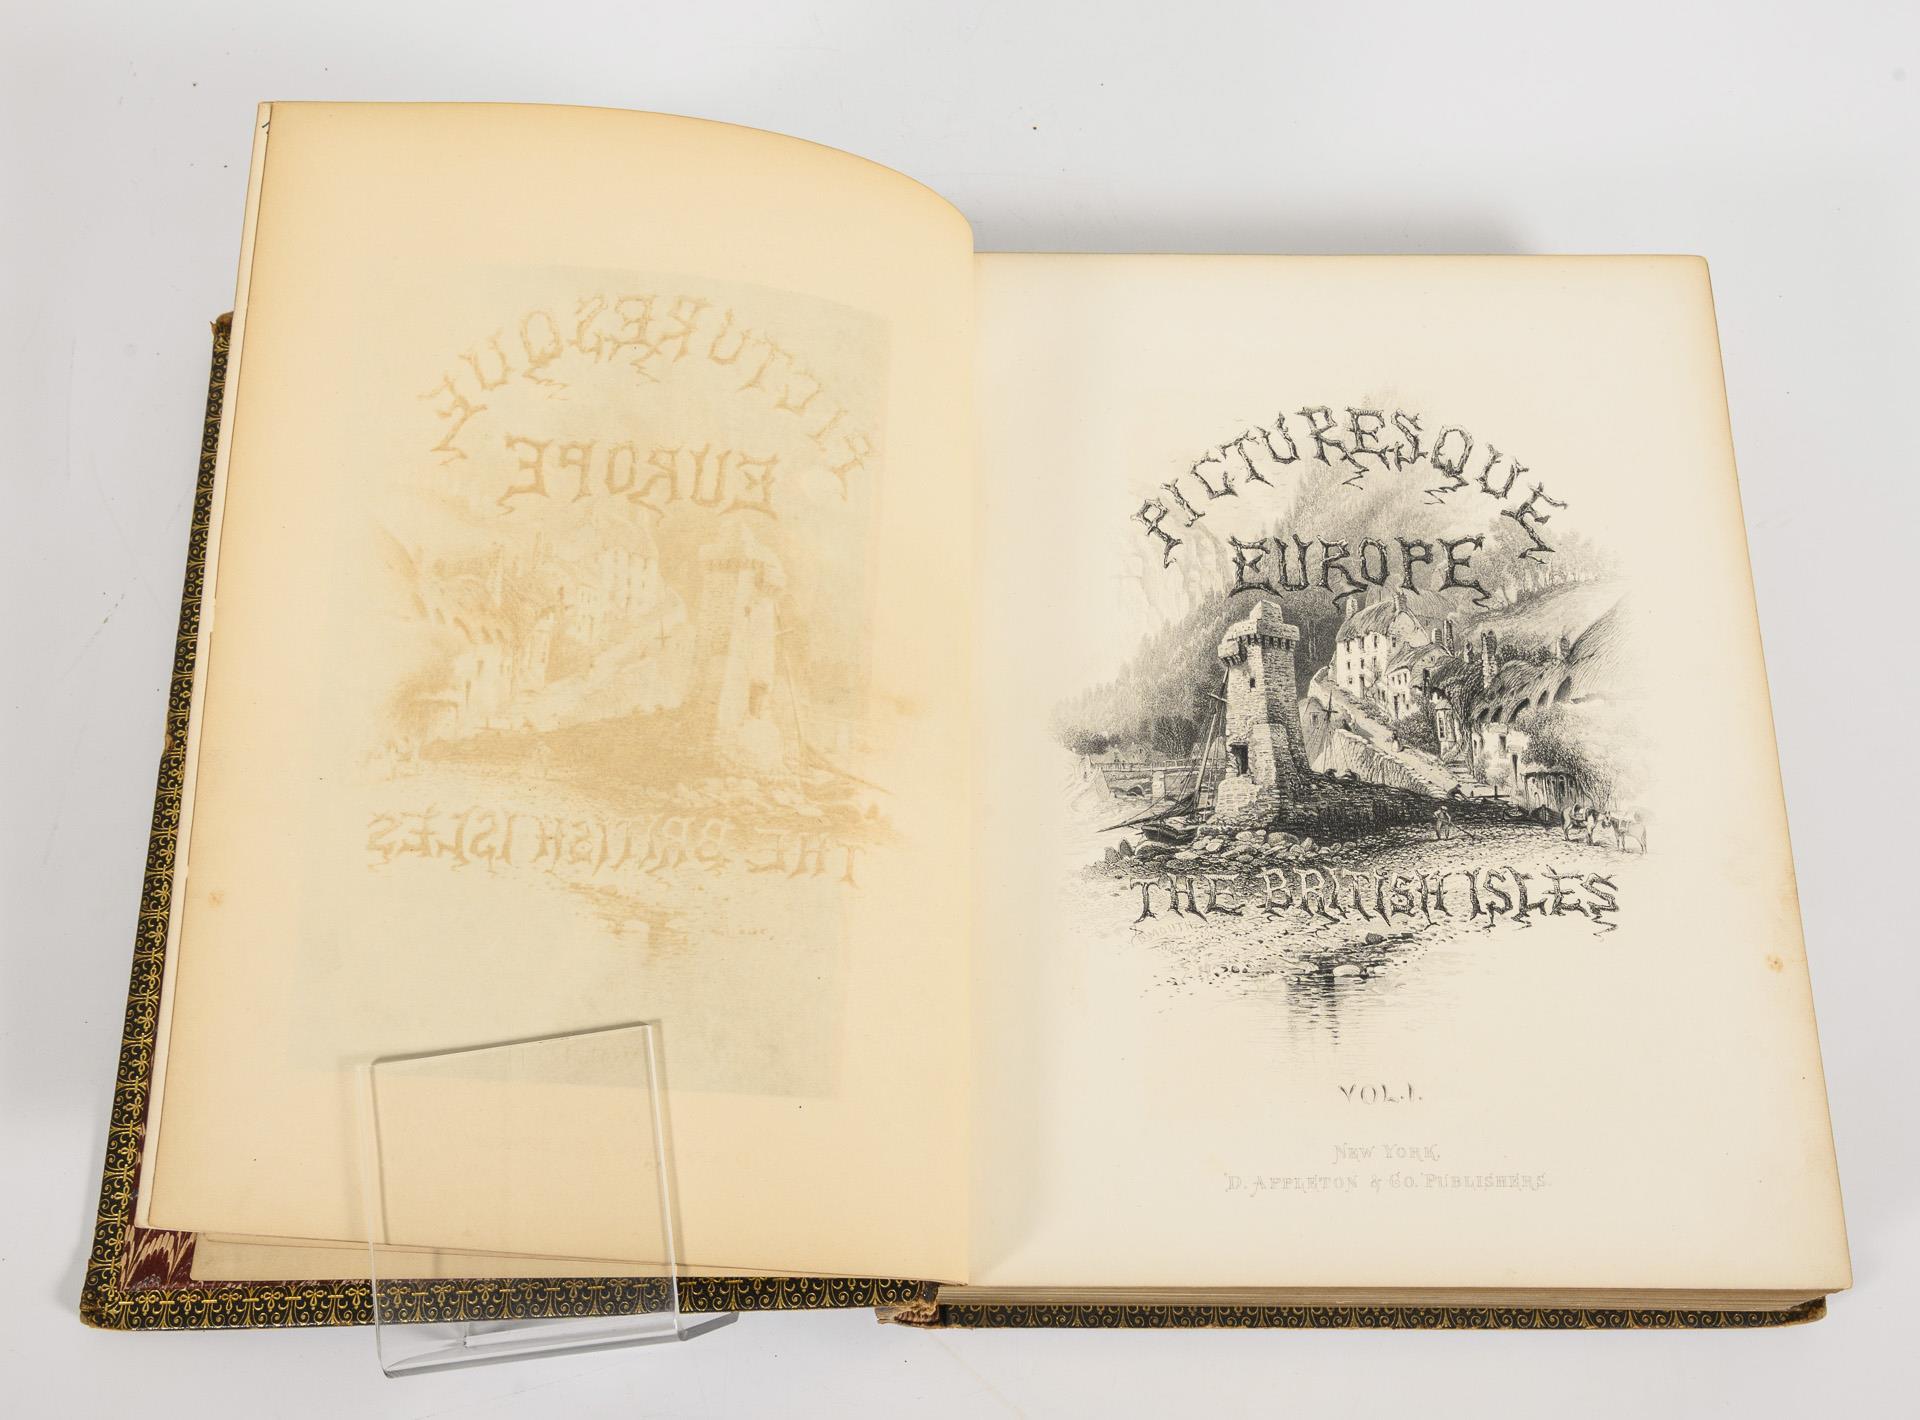 PICTURESQUE
EUROPE
THE BRITISH ISLES
VOL. I.
NEW YORK.
D. APPLETON & CO. PUBLISHERS.